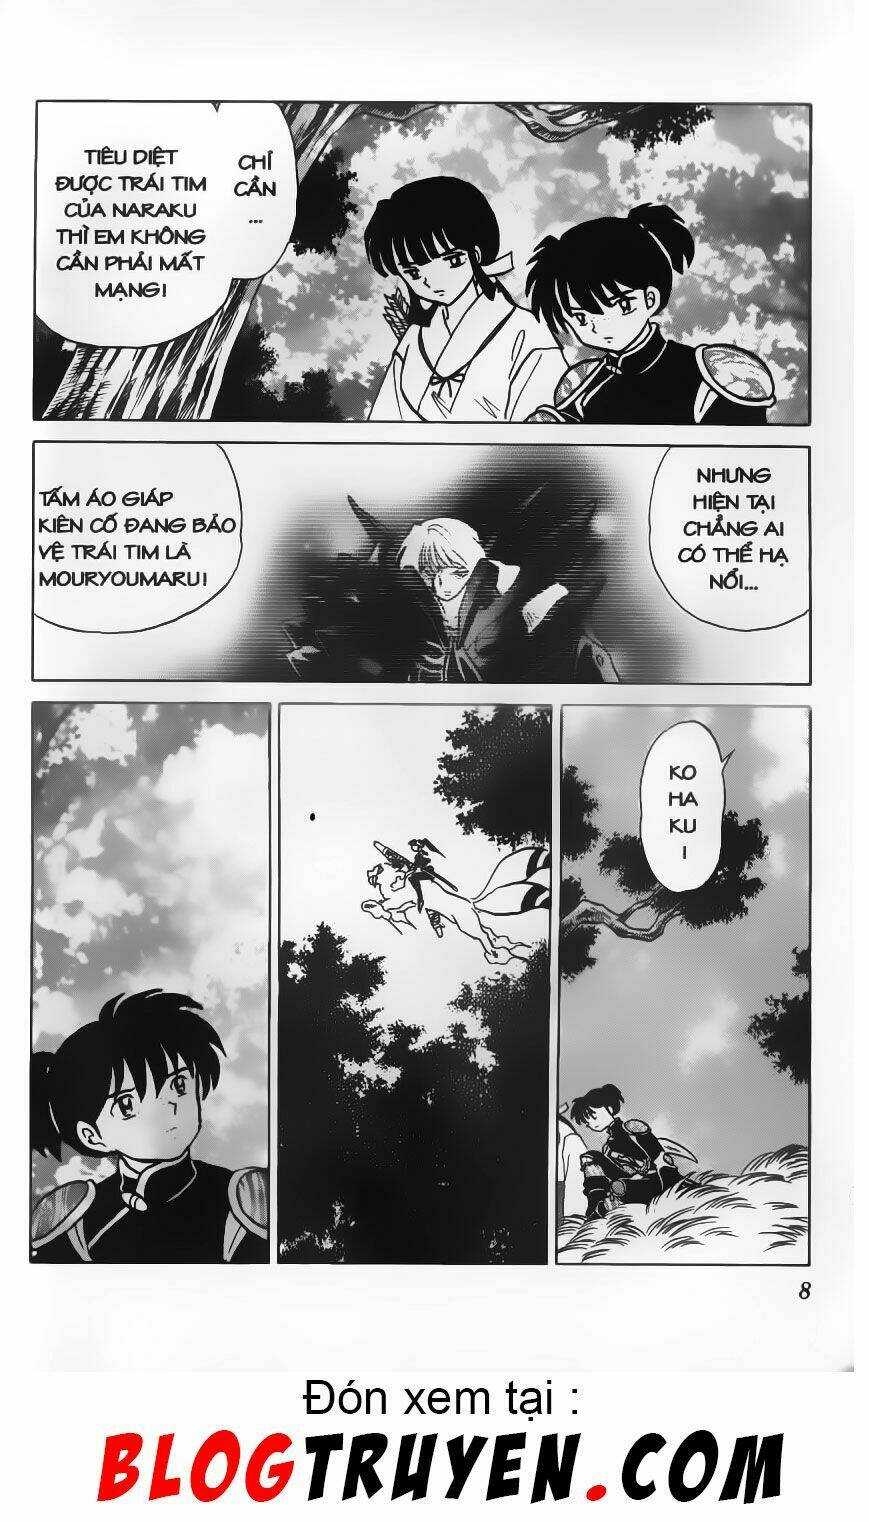 CHỈ
CẦN
...
TIÊU DIỆT
ĐƯỢC TRÁI TIM
CỦA NARAKU
THÌ EM KHÔNG
CẦN PHẢI MẤT
MẠNG!
NHƯNG
HIỆN TẠI
CHẲNG AI
CÓ THỂ HẠ
NỔI...
TẤM ÁO GIÁP
KIÊN CỐ ĐANG BẢO
VỆ TRÁI TIM LÀ
MOURYOUMARU!
KO
HA
KU
!
8
Đón xem tại :
BLOGTRUYEN.COM